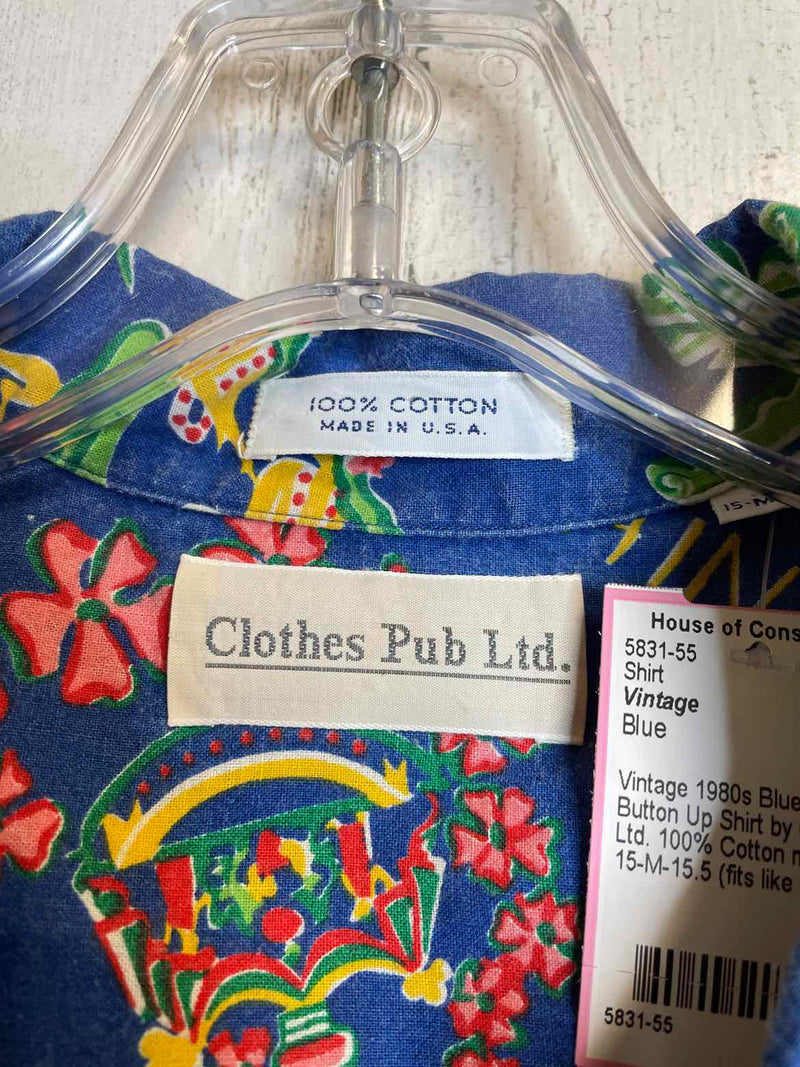 100% COTTON
MADE IN U.S.A.
15-M
Clothes Pub Ltd.
House of Cons
5831-55
Shirt
Vintage
Blue
Vintage 1980s Blue
Button Up Shirt by
Ltd. 100% Cotton
15-M-15.5 (fits like
5831-55